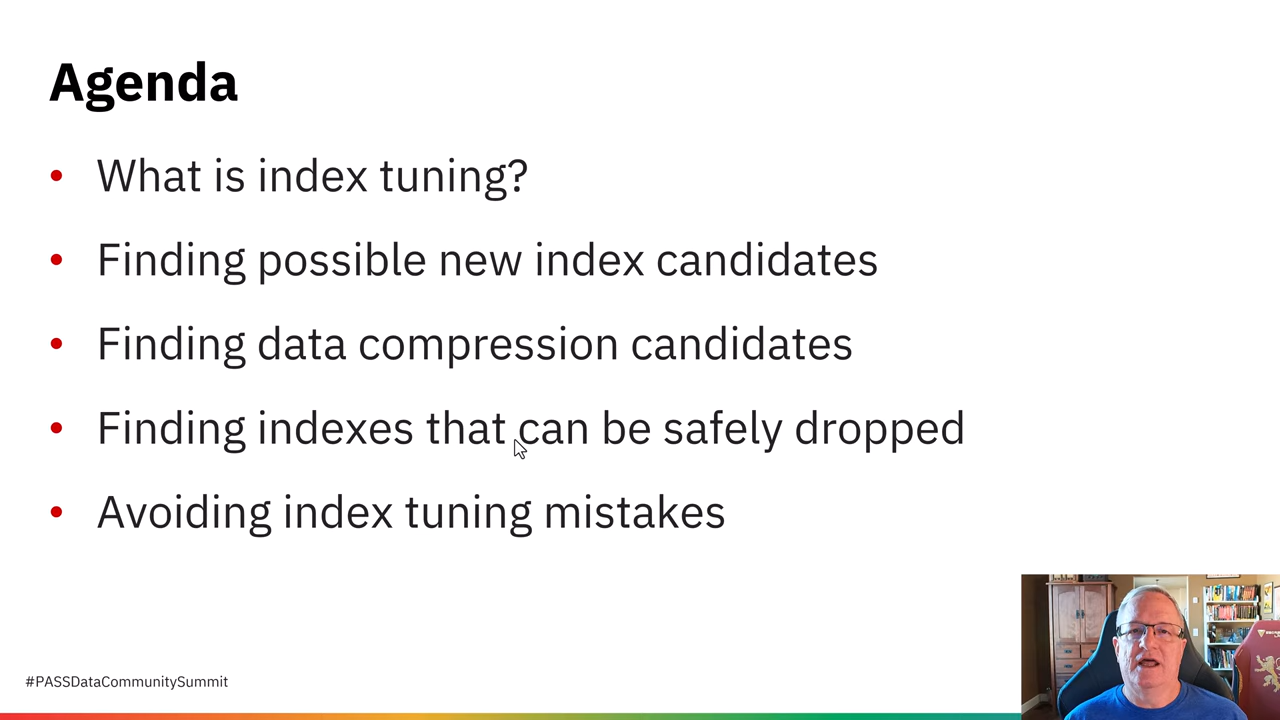 Agenda
• What is index tuning?
• Finding possible new index candidates
• Finding data compression candidates
• Finding indexes that can be safely dropped
• Avoiding index tuning mistakes
#PASSDataCommunitySummit